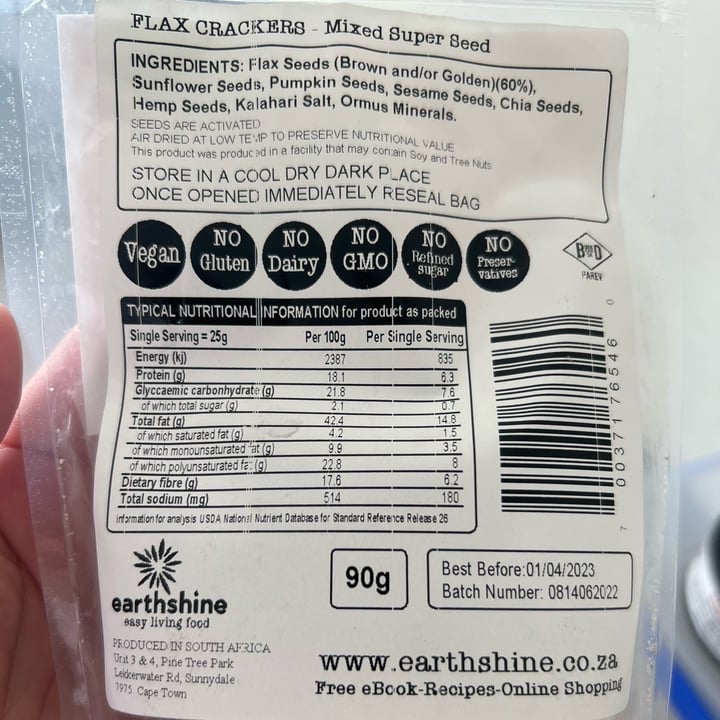 FLAX CRACKERS - Mixed Super Seed
INGREDIENTS: Flax Seeds (Brown and/or Golden)(60%),
Sunflower Seeds, Pumpkin Seeds, Sesame Seeds, Chia Seeds,
Hemp Seeds, Kalahari Salt, Ormus Minerals.
SEEDS ARE ACTIVATED
AIR DRIED AT LOW TEMP TO PRESERVE NUTRITIONAL VALUE
This product was produced in a facility that may contain Soy and Tree Nuts
STORE IN A COOL DRY DARK PLACE
ONCE OPENED IMMEDIATELY RESEAL BAG
Vegan
NO Gluten
NO Dairy
NO GMO
NO Refined sugar
NO Preser-vatives
PAREV
TYPICAL NUTRITIONAL INFORMATION for product as packed
Single Serving = 25g Per 100g Per Single Serving
Energy (kj) 2387 835
Protein (g) 18.1 6.3
Glyccaemic carbonhydrate (g) 21.8 7.6
of which total sugar (g) 2.1 0.7
Total fat (g) 42.4 14.8
of which saturated fat (g) 4.2 1.5
of which monounsaturated fat (g) 9.9 3.5
of which polyunsaturated fat (g) 22.8 8
Dietary fibre (g) 17.6 6.2
Total sodium (mg) 514 180
information for analysis USDA National Nutrient Database for Standard Reference Release 26
7 00371 76546 0
earthshine
easy living food
90g
Best Before:01/04/2023
Batch Number: 0814062022
PRODUCED IN SOUTH AFRICA
Unit 3 & 4, Pine Tree Park
Lekkerwater Rd, Sunnydale
7975, Cape Town
www.earthshine.co.za
Free eBook-Recipes-Online Shopping